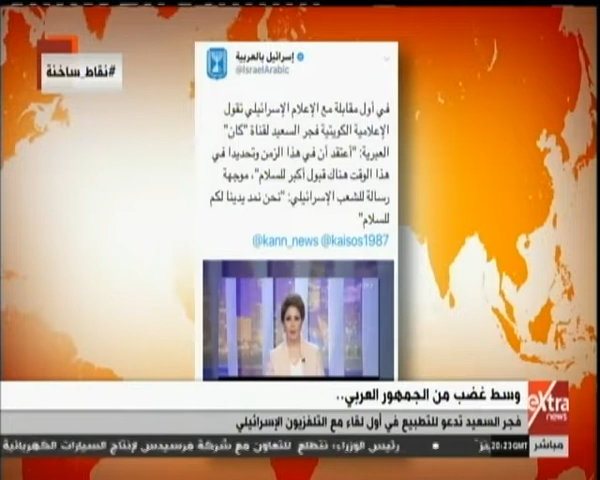 #نقاط_ساخنة
إسرائيل بالعربية
@IsraelArabic
في أول مقابلة مع الإعلام الإسرائيلي تقول
الإعلامية الكويتية فجر السعيد لقناة "كان"
العبرية: "أعتقد أن في هذا الزمن وتحديدا في
هذا الوقت هناك قبول أكبر للسلام"، موجهة
رسالة للشعب الإسرائيلي: "نحن نمد يدينا لكم
للسلام"
@kann_news @kaisos1987
وسط غضب من الجمهور العربي..
فجر السعيد تدعو للتطبيع في أول لقاء مع التلفزيون الإسرائيلي
eXtra
news
مباشر
20:23GMT
رئيس الوزراء: نتطلع للتعاون مع شركة مرسيدس لإنتاج السيارات الكهربائية